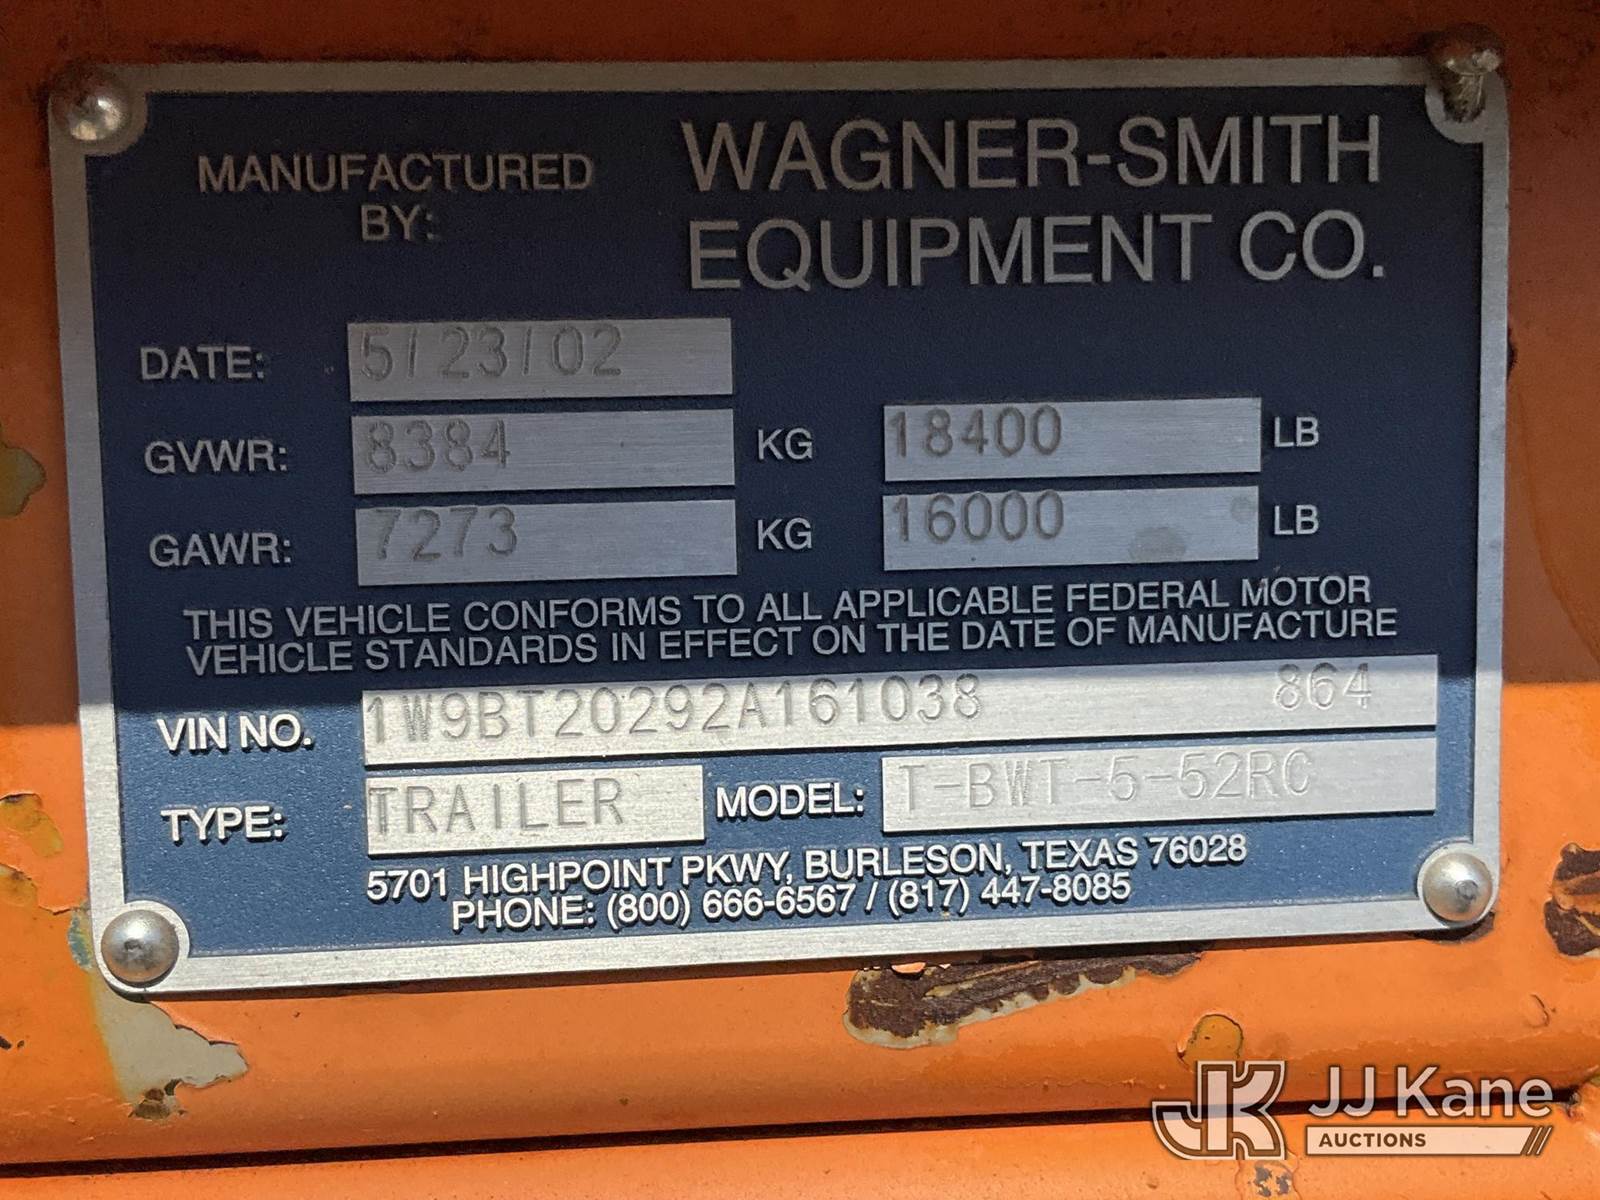 MANUFACTURED BY:
WAGNER-SMITH
EQUIPMENT CO.
DATE: 5/23/02
GVWR: 8384 KG 18400 LB
GAWR: 7273 KG 16000 LB
THIS VEHICLE CONFORMS TO ALL APPLICABLE FEDERAL MOTOR
VEHICLE STANDARDS IN EFFECT ON THE DATE OF MANUFACTURE
VIN NO. 1W9BT20292A161038 864
TYPE: TRAILER MODEL: T-BWT-5-52RC
5701 HIGHPOINT PKWY, BURLESON, TEXAS 76028
PHONE: (800) 666-6567 / (817) 447-8085
JK JJ Kane
AUCTIONS